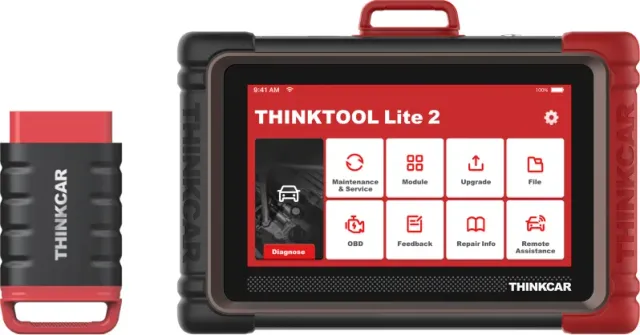 THINKCAR
THINKCAR
9:41 AM
100%
THINKTOOL Lite 2
Maintenance
& Service
Module
Upgrade
File
Diagnose
OBD
Feedback
Repair Info
Remote
Assistance
THINKCAR
THINKCAR